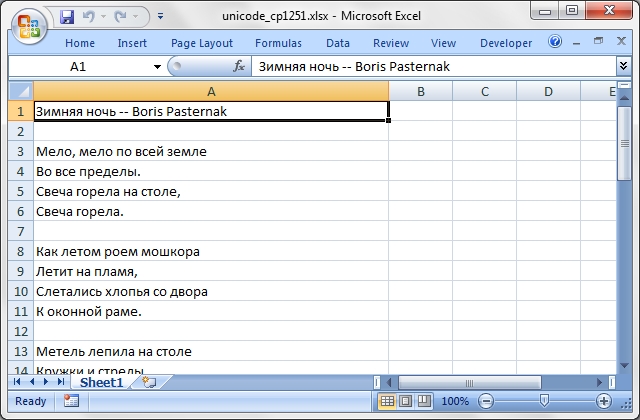 unicode_cp1251.xlsx - Microsoft Excel
Home Insert Page Layout Formulas Data Review View Developer
A1 fx Зимняя ночь -- Boris Pasternak
A B C D E
1 Зимняя ночь -- Boris Pasternak
2
3 Мело, мело по всей земле
4 Во все пределы.
5 Свеча горела на столе,
6 Свеча горела.
7
8 Как летом роем мошкора
9 Летит на пламя,
10 Слетались хлопья со двора
11 К оконной раме.
12
13 Метель лепила на столе
14 Кружки и стрелы
Sheet1
Ready 100%